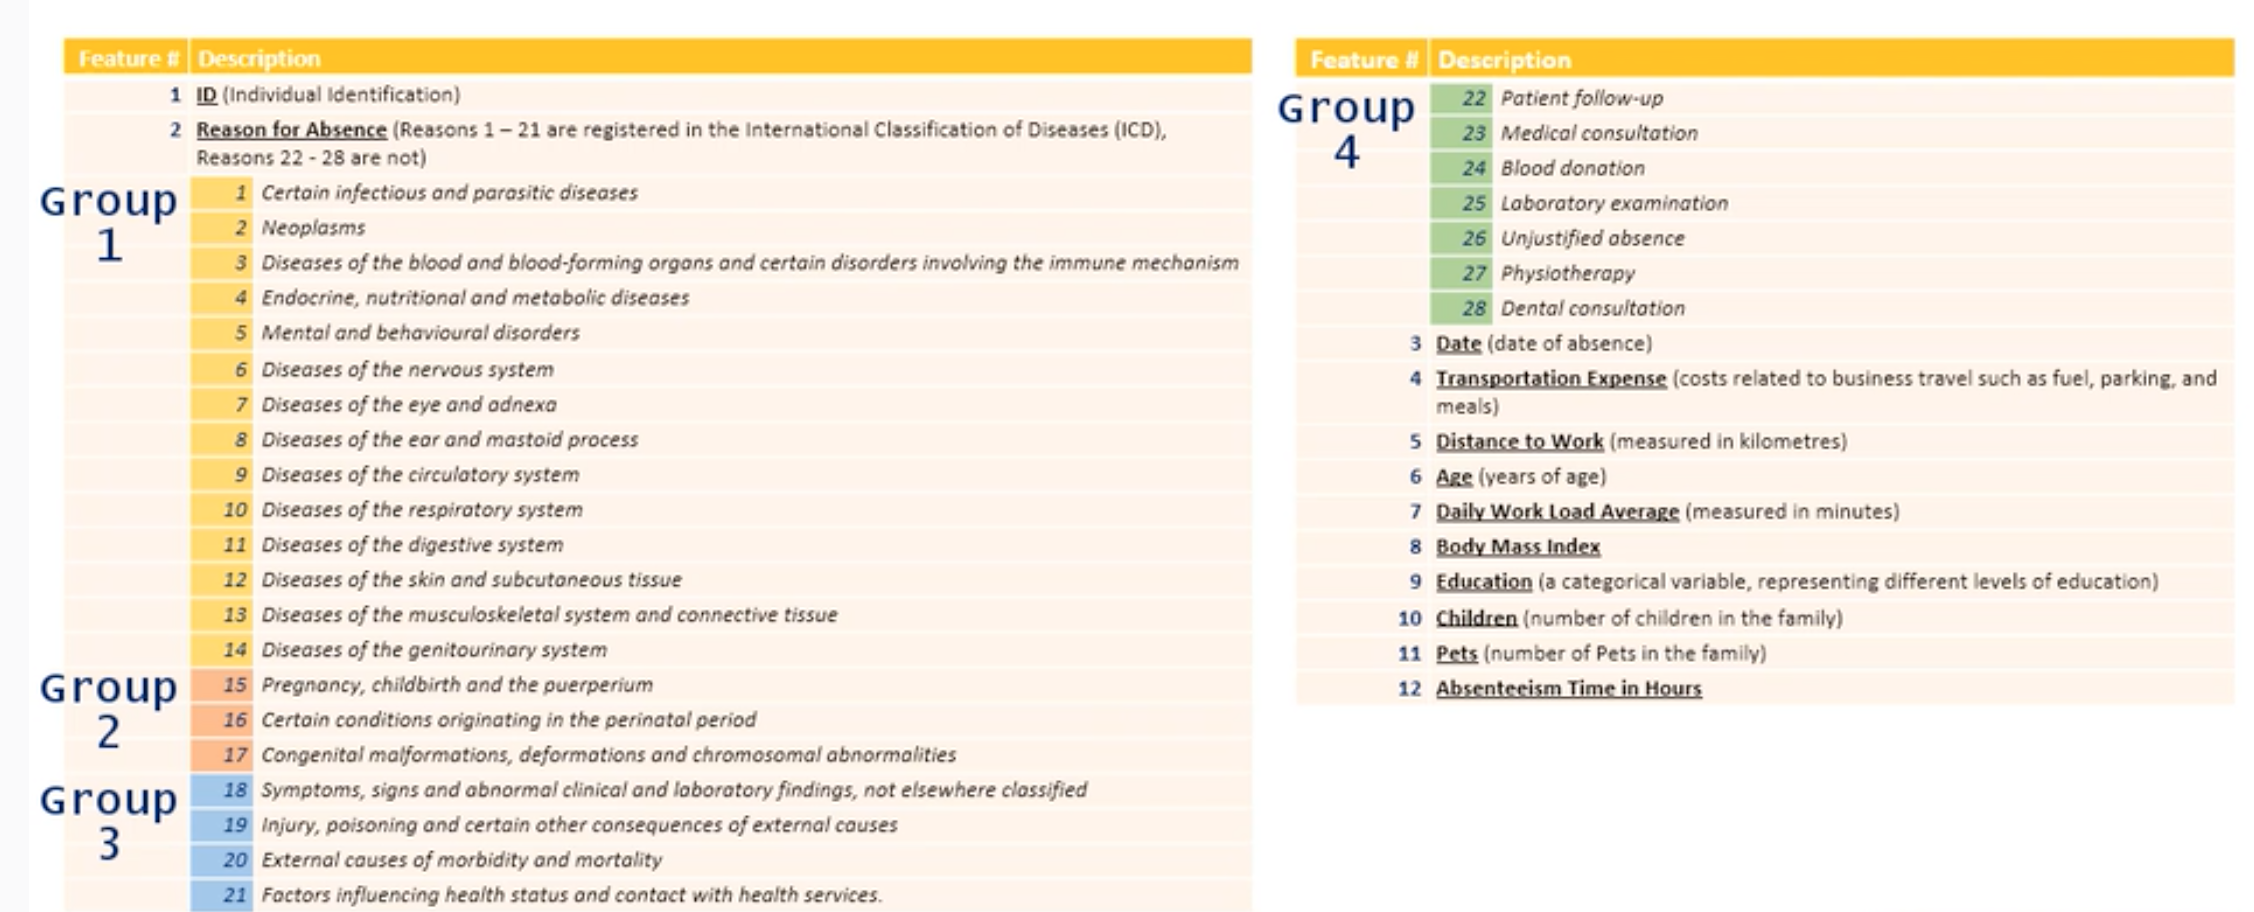 Feature # Description
1 ID (Individual Identification)
2 Reason for Absence (Reasons 1 – 21 are registered in the International Classification of Diseases (ICD),
Reasons 22 - 28 are not)
Group
1
1 Certain infectious and parasitic diseases
2 Neoplasms
3 Diseases of the blood and blood-forming organs and certain disorders involving the immune mechanism
4 Endocrine, nutritional and metabolic diseases
5 Mental and behavioural disorders
6 Diseases of the nervous system
7 Diseases of the eye and adnexa
8 Diseases of the ear and mastoid process
9 Diseases of the circulatory system
10 Diseases of the respiratory system
11 Diseases of the digestive system
12 Diseases of the skin and subcutaneous tissue
13 Diseases of the musculoskeletal system and connective tissue
14 Diseases of the genitourinary system
Group
2
15 Pregnancy, childbirth and the puerperium
16 Certain conditions originating in the perinatal period
17 Congenital malformations, deformations and chromosomal abnormalities
Group
3
18 Symptoms, signs and abnormal clinical and laboratory findings, not elsewhere classified
19 Injury, poisoning and certain other consequences of external causes
20 External causes of morbidity and mortality
21 Factors influencing health status and contact with health services.
Feature # Description
Group
4
22 Patient follow-up
23 Medical consultation
24 Blood donation
25 Laboratory examination
26 Unjustified absence
27 Physiotherapy
28 Dental consultation
3 Date (date of absence)
4 Transportation Expense (costs related to business travel such as fuel, parking, and
meals)
5 Distance to Work (measured in kilometres)
6 Age (years of age)
7 Daily Work Load Average (measured in minutes)
8 Body Mass Index
9 Education (a categorical variable, representing different levels of education)
10 Children (number of children in the family)
11 Pets (number of Pets in the family)
12 Absenteeism Time in Hours